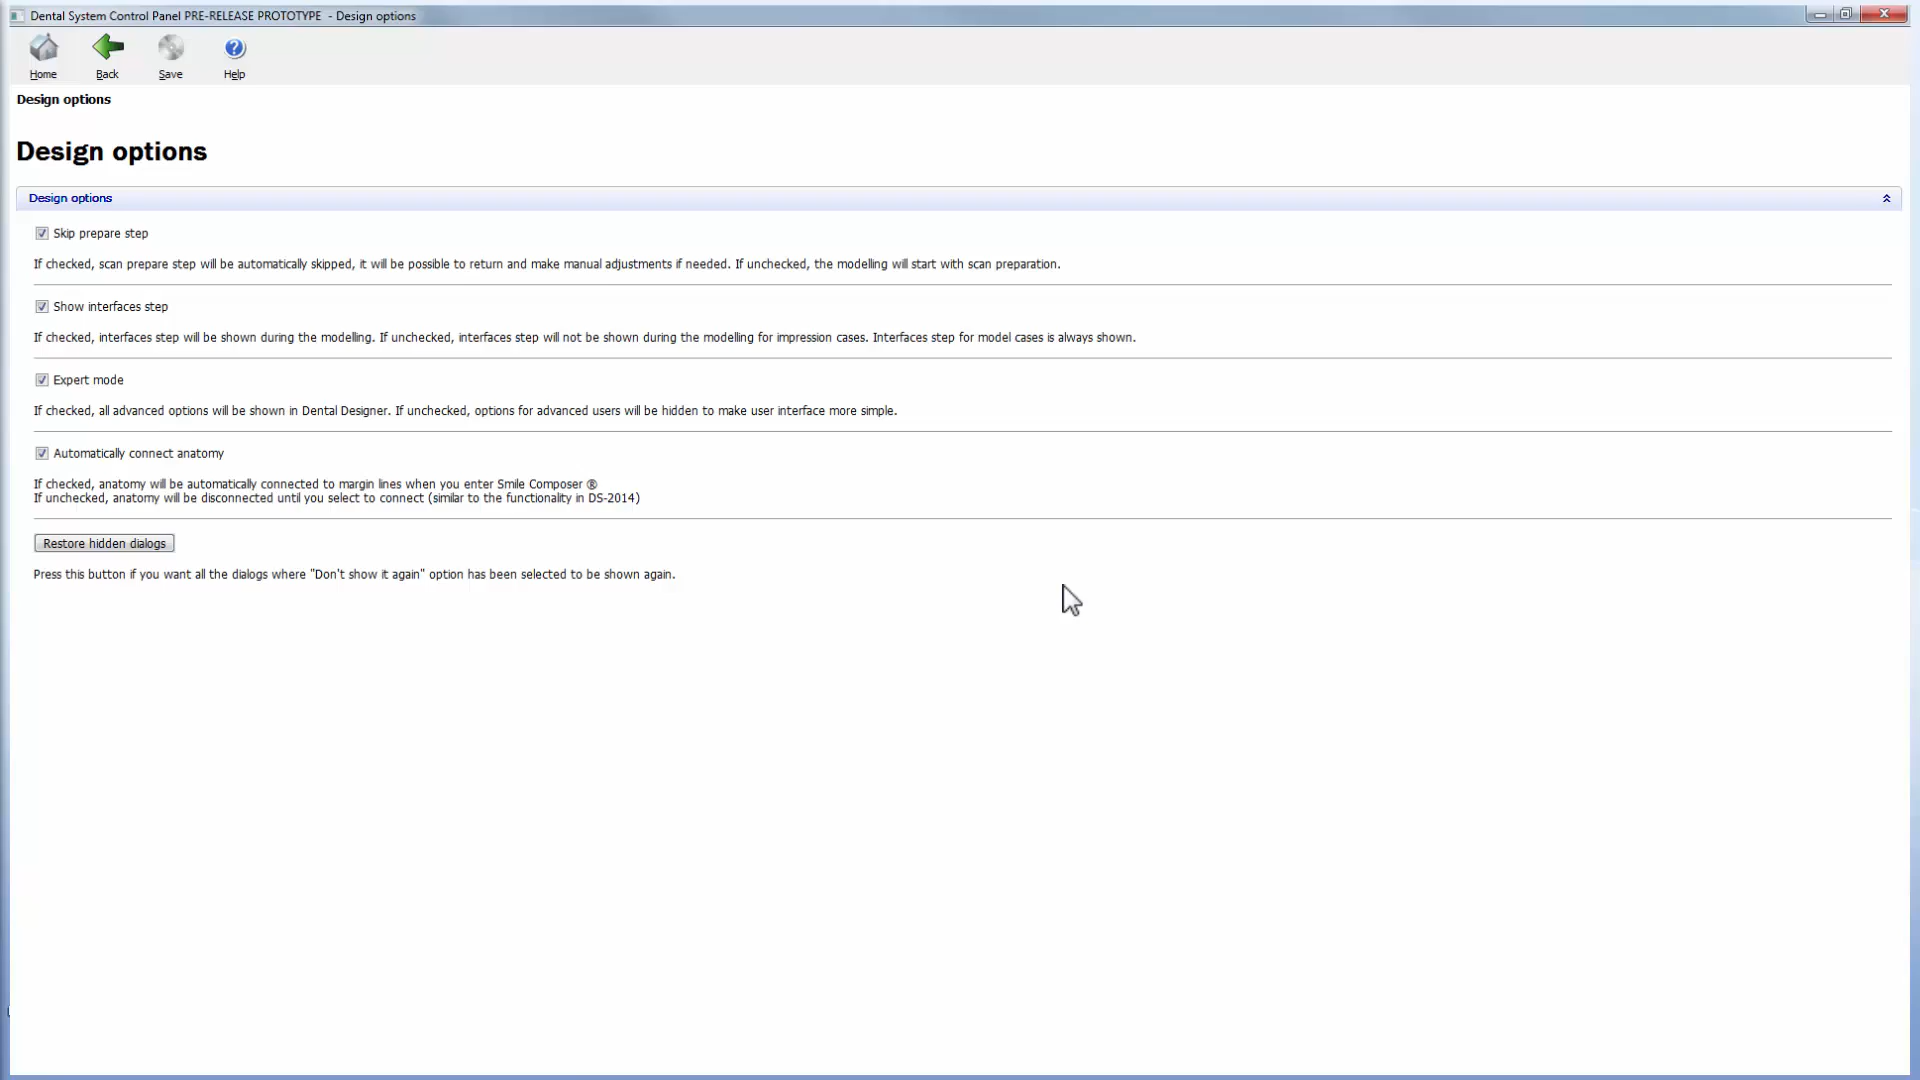 Dental System Control Panel PRE-RELEASE PROTOTYPE - Design options
Home Back Save Help
Design options
Design options
Design options
Skip prepare step
If checked, scan prepare step will be automatically skipped, it will be possible to return and make manual adjustments if needed. If unchecked, the modelling will start with scan preparation.
Show interfaces step
If checked, interfaces step will be shown during the modelling. If unchecked, interfaces step will not be shown during the modelling for impression cases. Interfaces step for model cases is always shown.
Expert mode
If checked, all advanced options will be shown in Dental Designer. If unchecked, options for advanced users will be hidden to make user interface more simple.
Automatically connect anatomy
If checked, anatomy will be automatically connected to margin lines when you enter Smile Composer ®
If unchecked, anatomy will be disconnected until you select to connect (similar to the functionality in DS-2014)
Restore hidden dialogs
Press this button if you want all the dialogs where "Don't show it again" option has been selected to be shown again.